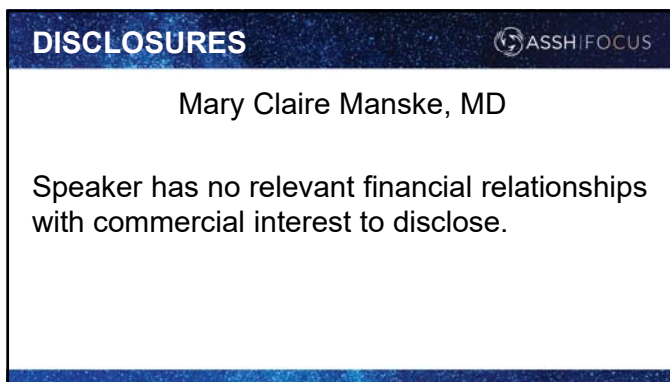 DISCLOSURES
ASSH|FOCUS
Mary Claire Manske, MD
Speaker has no relevant financial relationships
with commercial interest to disclose.